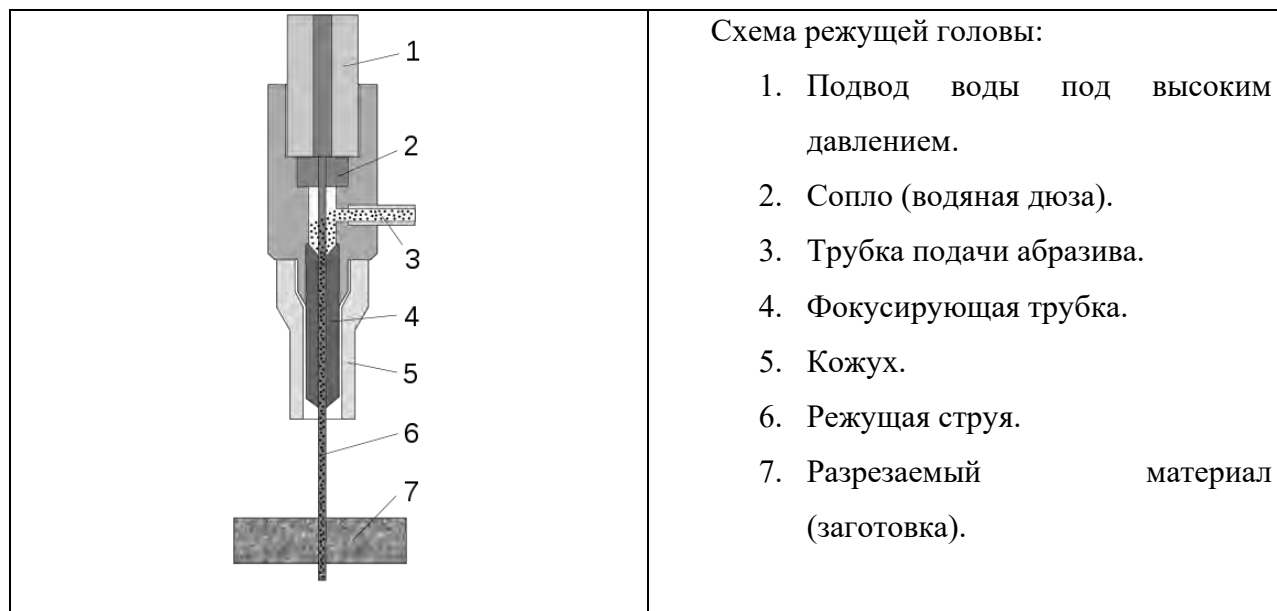 1
2
3
4
5
6
7
Схема режущей головы:
1. Подвод воды под высоким
давлением.
2. Сопло (водяная дюза).
3. Трубка подачи абразива.
4. Фокусирующая трубка.
5. Кожух.
6. Режущая струя.
7. Разрезаемый материал
(заготовка).